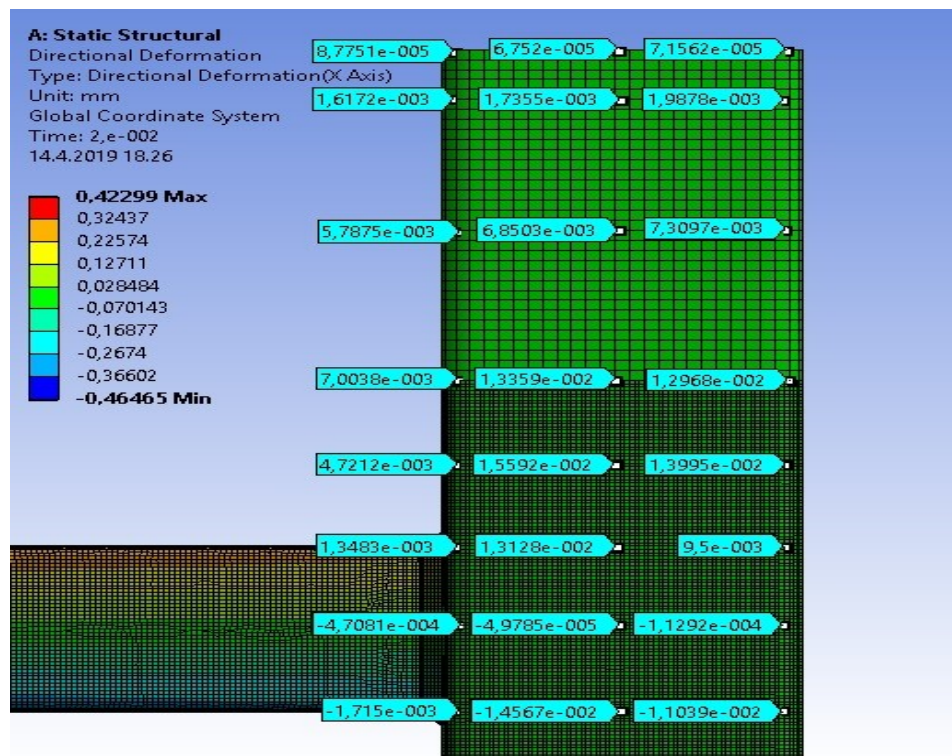 A: Static Structural
Directional Deformation
Type: Directional Deformation(X Axis)
Unit: mm
Global Coordinate System
Time: 2,e-002
14.4.2019 18.26
0,42299 Max
0,32437
0,22574
0,12711
0,028484
-0,070143
-0,16877
-0,2674
-0,36602
-0,46465 Min
8,7751e-005 6,752e-005 7,1562e-005
1,6172e-003 1,7355e-003 1,9878e-003
5,7875e-003 6,8503e-003 7,3097e-003
7,0038e-003 1,3359e-002 1,2968e-002
4,7212e-003 1,5592e-002 1,3995e-002
1,3483e-003 1,3128e-002 9,5e-003
-4,7081e-004 -4,9785e-005 -1,1292e-004
-1,715e-003 -1,4567e-002 -1,1039e-002